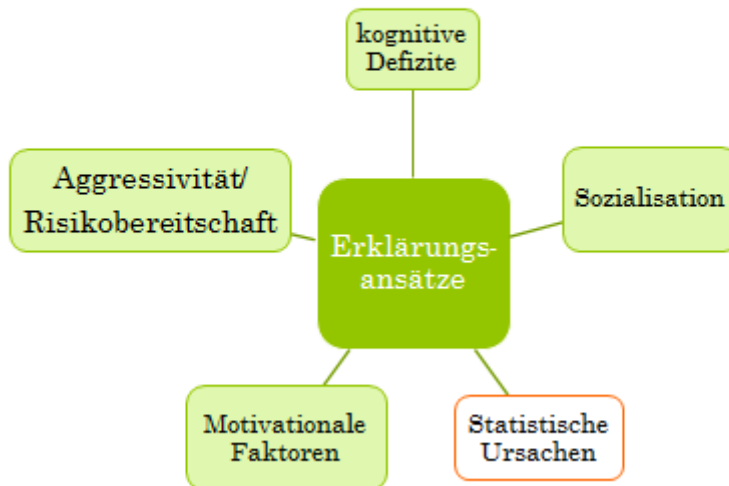 kognitive
Defizite
Aggressivität/
Risikobereitschaft
Sozialisation
Erklärungs-
ansätze
Motivationale
Faktoren
Statistische
Ursachen